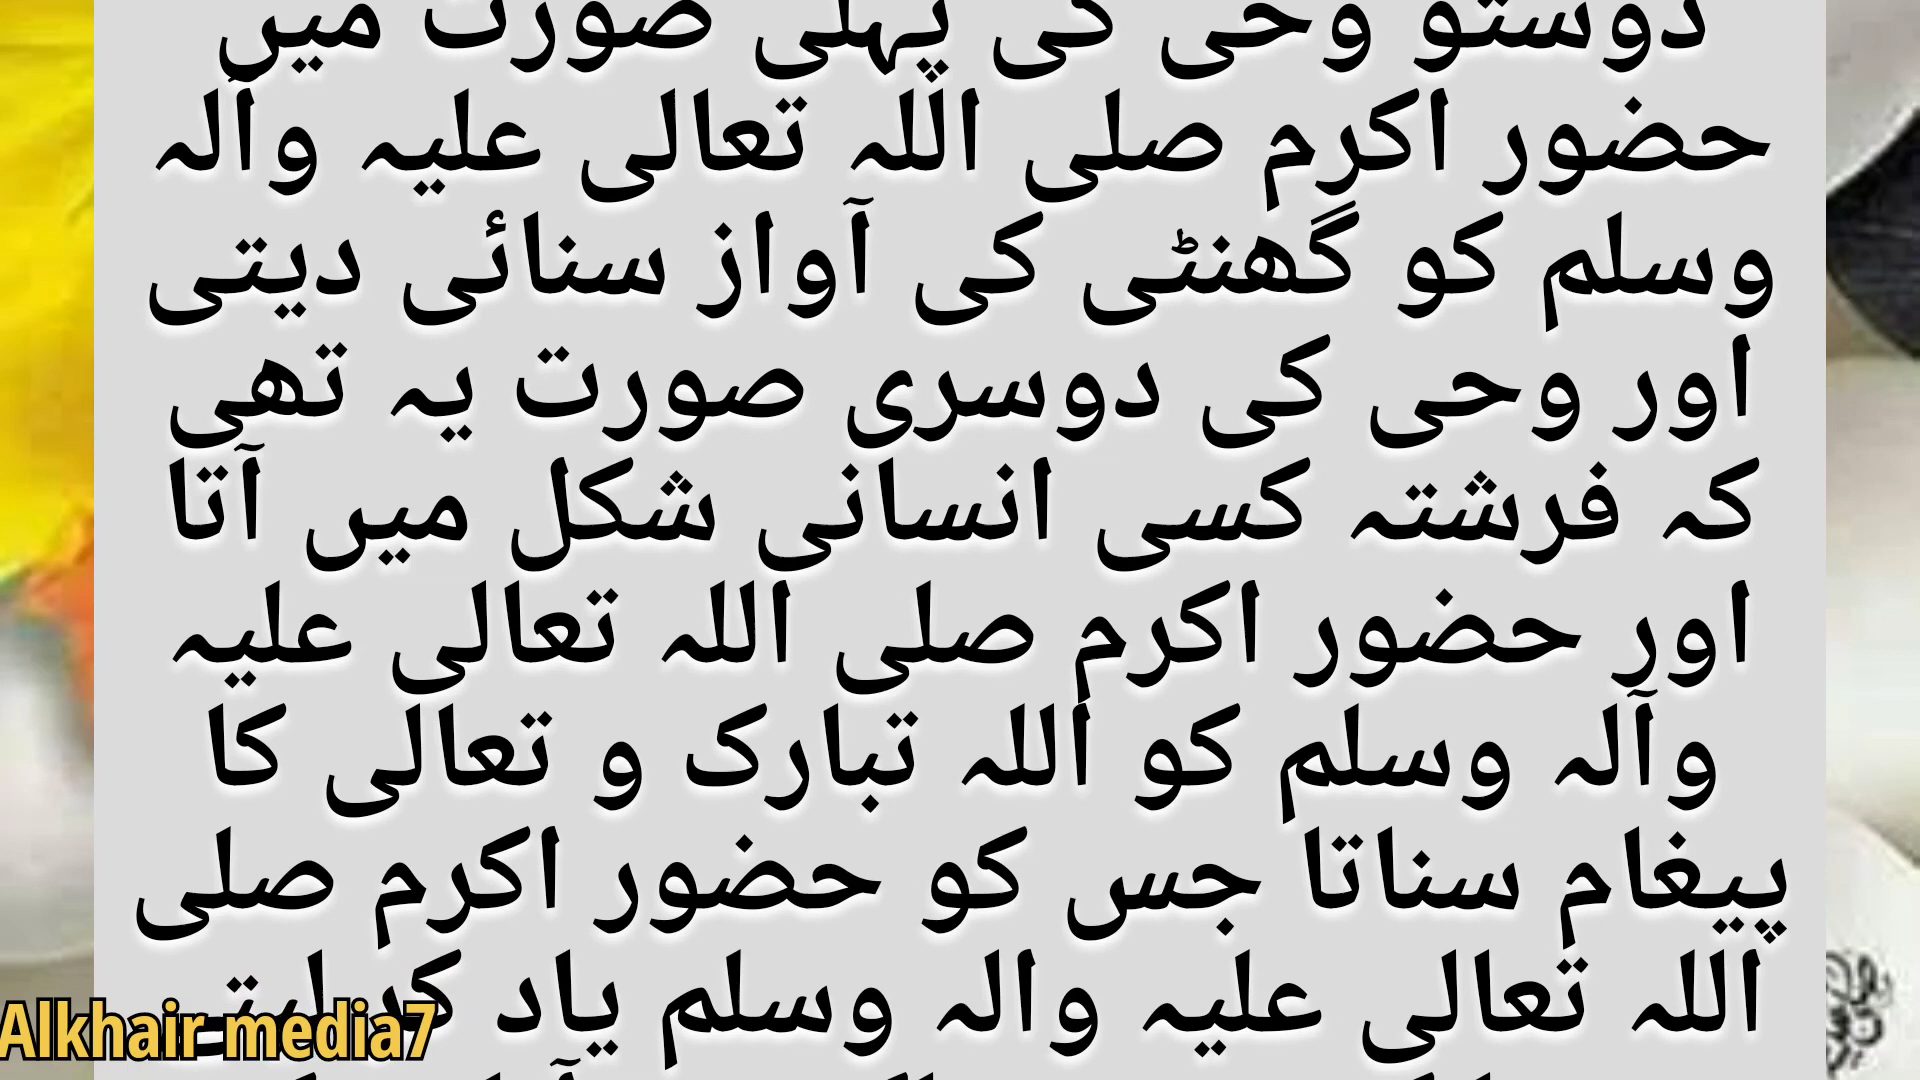 دوستو وحی کی پہلی صورت میں
حضور اکرم صلی اللہ تعالی علیہ وآلہ
وسلم کو گھنٹی کی آواز سنائی دیتی
اور وحی کی دوسری صورت یہ تھی
کہ فرشتہ کسی انسانی شکل میں آتا
اور حضور اکرم صلی اللہ تعالی علیہ
وآلہ وسلم کو اللہ تبارک و تعالی کا
پیغام سناتا جس کو حضور اکرم صلی
اللہ تعالی علیہ والہ وسلم یاد کر لیتے
Alkhair media7